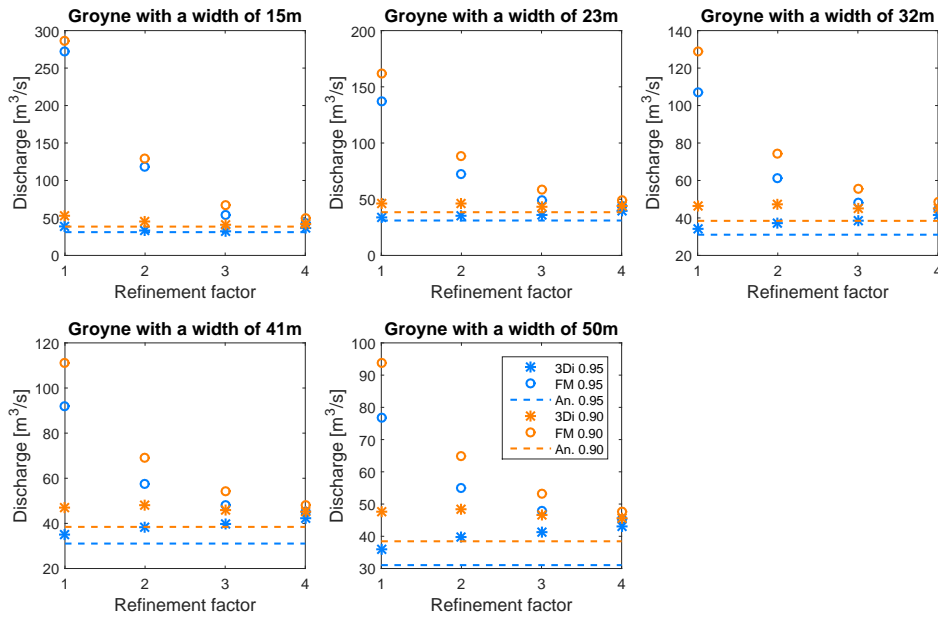 Groyne with a width of 15m
300
250
200
150
100
50
0
1 2 3 4
Discharge [m³/s]
Refinement factor
Groyne with a width of 23m
200
150
100
50
0
1 2 3 4
Discharge [m³/s]
Refinement factor
Groyne with a width of 32m
140
120
100
80
60
40
20
1 2 3 4
Discharge [m³/s]
Refinement factor
Groyne with a width of 41m
120
100
80
60
40
20
1 2 3 4
Discharge [m³/s]
Refinement factor
Groyne with a width of 50m
100
90
80
70
60
50
40
30
1 2 3 4
Discharge [m³/s]
Refinement factor
3Di 0.95
FM 0.95
An. 0.95
3Di 0.90
FM 0.90
An. 0.90